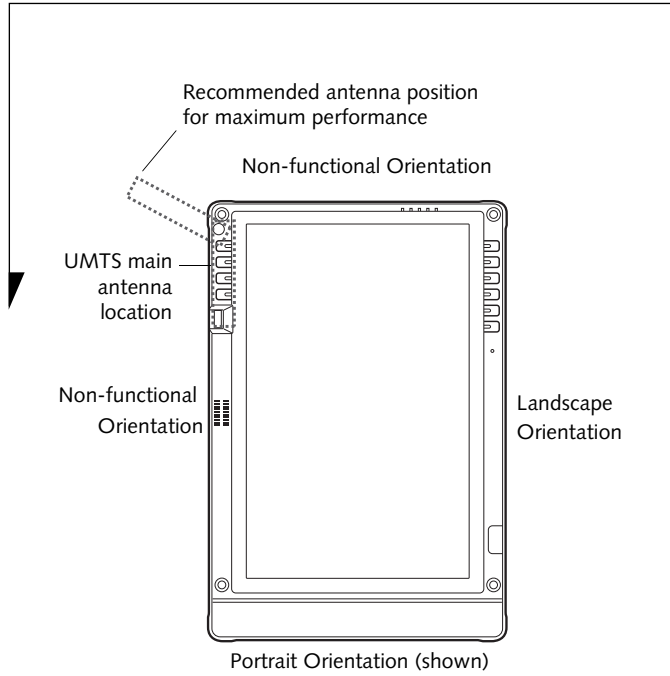 Recommended antenna position
for maximum performance
Non-functional Orientation
UMTS main
antenna
location
Non-functional
Orientation
Landscape
Orientation
Portrait Orientation (shown)